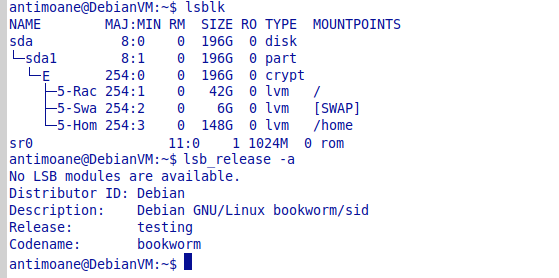 antimoane@DebianVM:~$ lsblk
NAME        MAJ:MIN RM  SIZE RO TYPE  MOUNTPOINTS
sda           8:0    0  196G  0 disk
└─sda1        8:1    0  196G  0 part
  └─E       254:0    0  196G  0 crypt
    ├─5-Rac 254:1    0   42G  0 lvm   /
    ├─5-Swa 254:2    0    6G  0 lvm   [SWAP]
    └─5-Hom 254:3    0  148G  0 lvm   /home
sr0                 11:0    1 1024M  0 rom
antimoane@DebianVM:~$ lsb_release -a
No LSB modules are available.
Distributor ID: Debian
Description:    Debian GNU/Linux bookworm/sid
Release:        testing
Codename:       bookworm
antimoane@DebianVM:~$